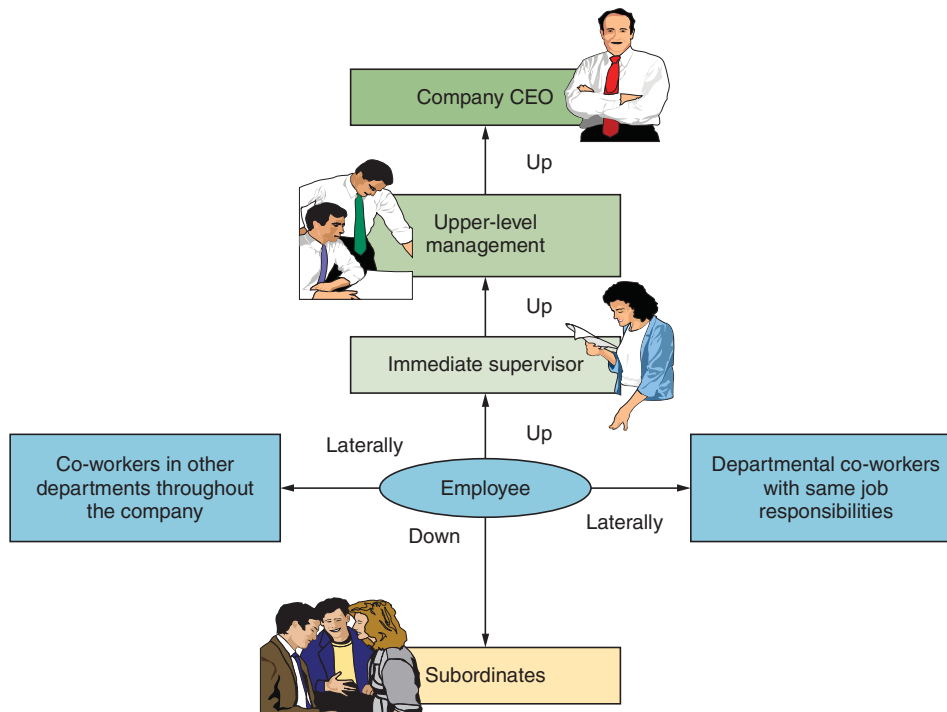 Company CEO
Up
Upper-level
management
Up
Immediate supervisor
Up
Laterally
Co-workers in other
departments throughout
the company
Employee
Departmental co-workers
with same job
responsibilities
Down
Laterally
Subordinates